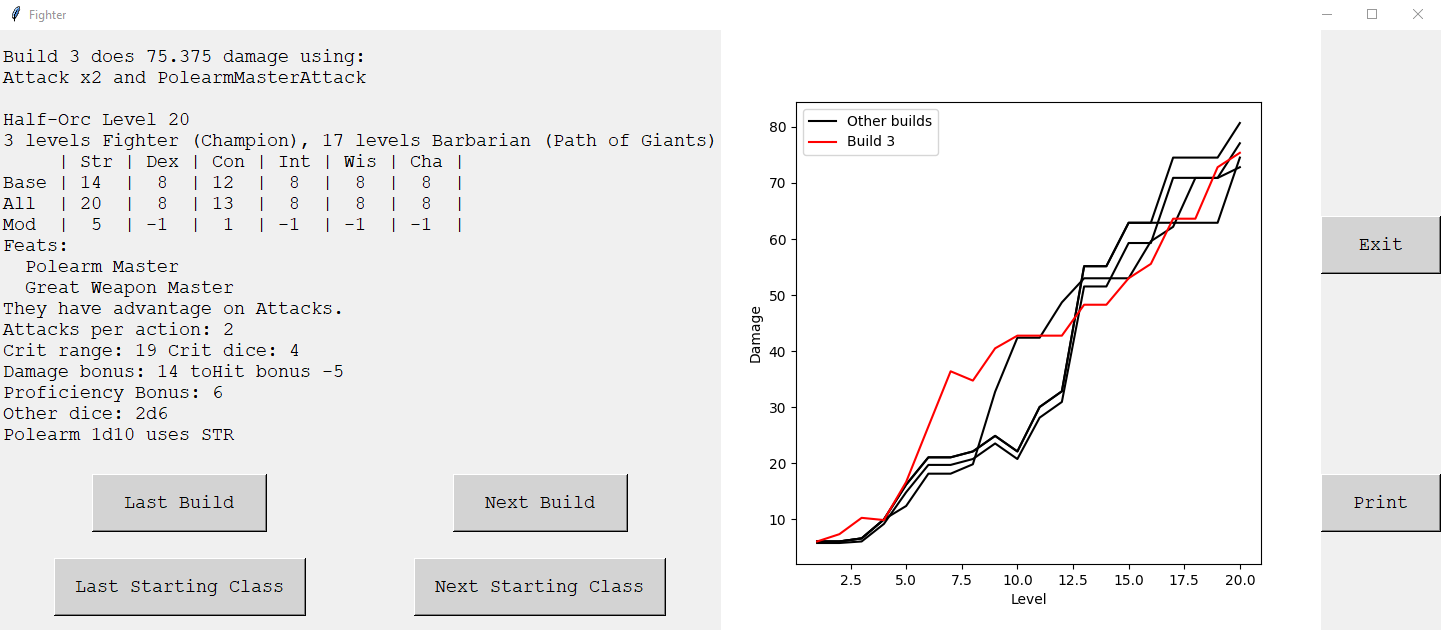 Fighter
Build 3 does 75.375 damage using:
Attack x2 and PolearmMasterAttack
Half-Orc Level 20
3 levels Fighter (Champion), 17 levels Barbarian (Path of Giants)
     | Str | Dex | Con | Int | Wis | Cha |
Base | 14  |  8  | 12  |  8  |  8  |  8  |
All  | 20  |  8  | 13  |  8  |  8  |  8  |
Mod  |  5  | -1  |  1  | -1  | -1  | -1  |
Feats:
  Polearm Master
  Great Weapon Master
They have advantage on Attacks.
Attacks per action: 2
Crit range: 19 Crit dice: 4
Damage bonus: 14 toHit bonus -5
Proficiency Bonus: 6
Other dice: 2d6
Polearm 1d10 uses STR
Last Build
Next Build
Last Starting Class
Next Starting Class
Other builds
Build 3
80
70
60
50
40
30
20
10
Damage
2.5 5.0 7.5 10.0 12.5 15.0 17.5 20.0
Level
Exit
Print